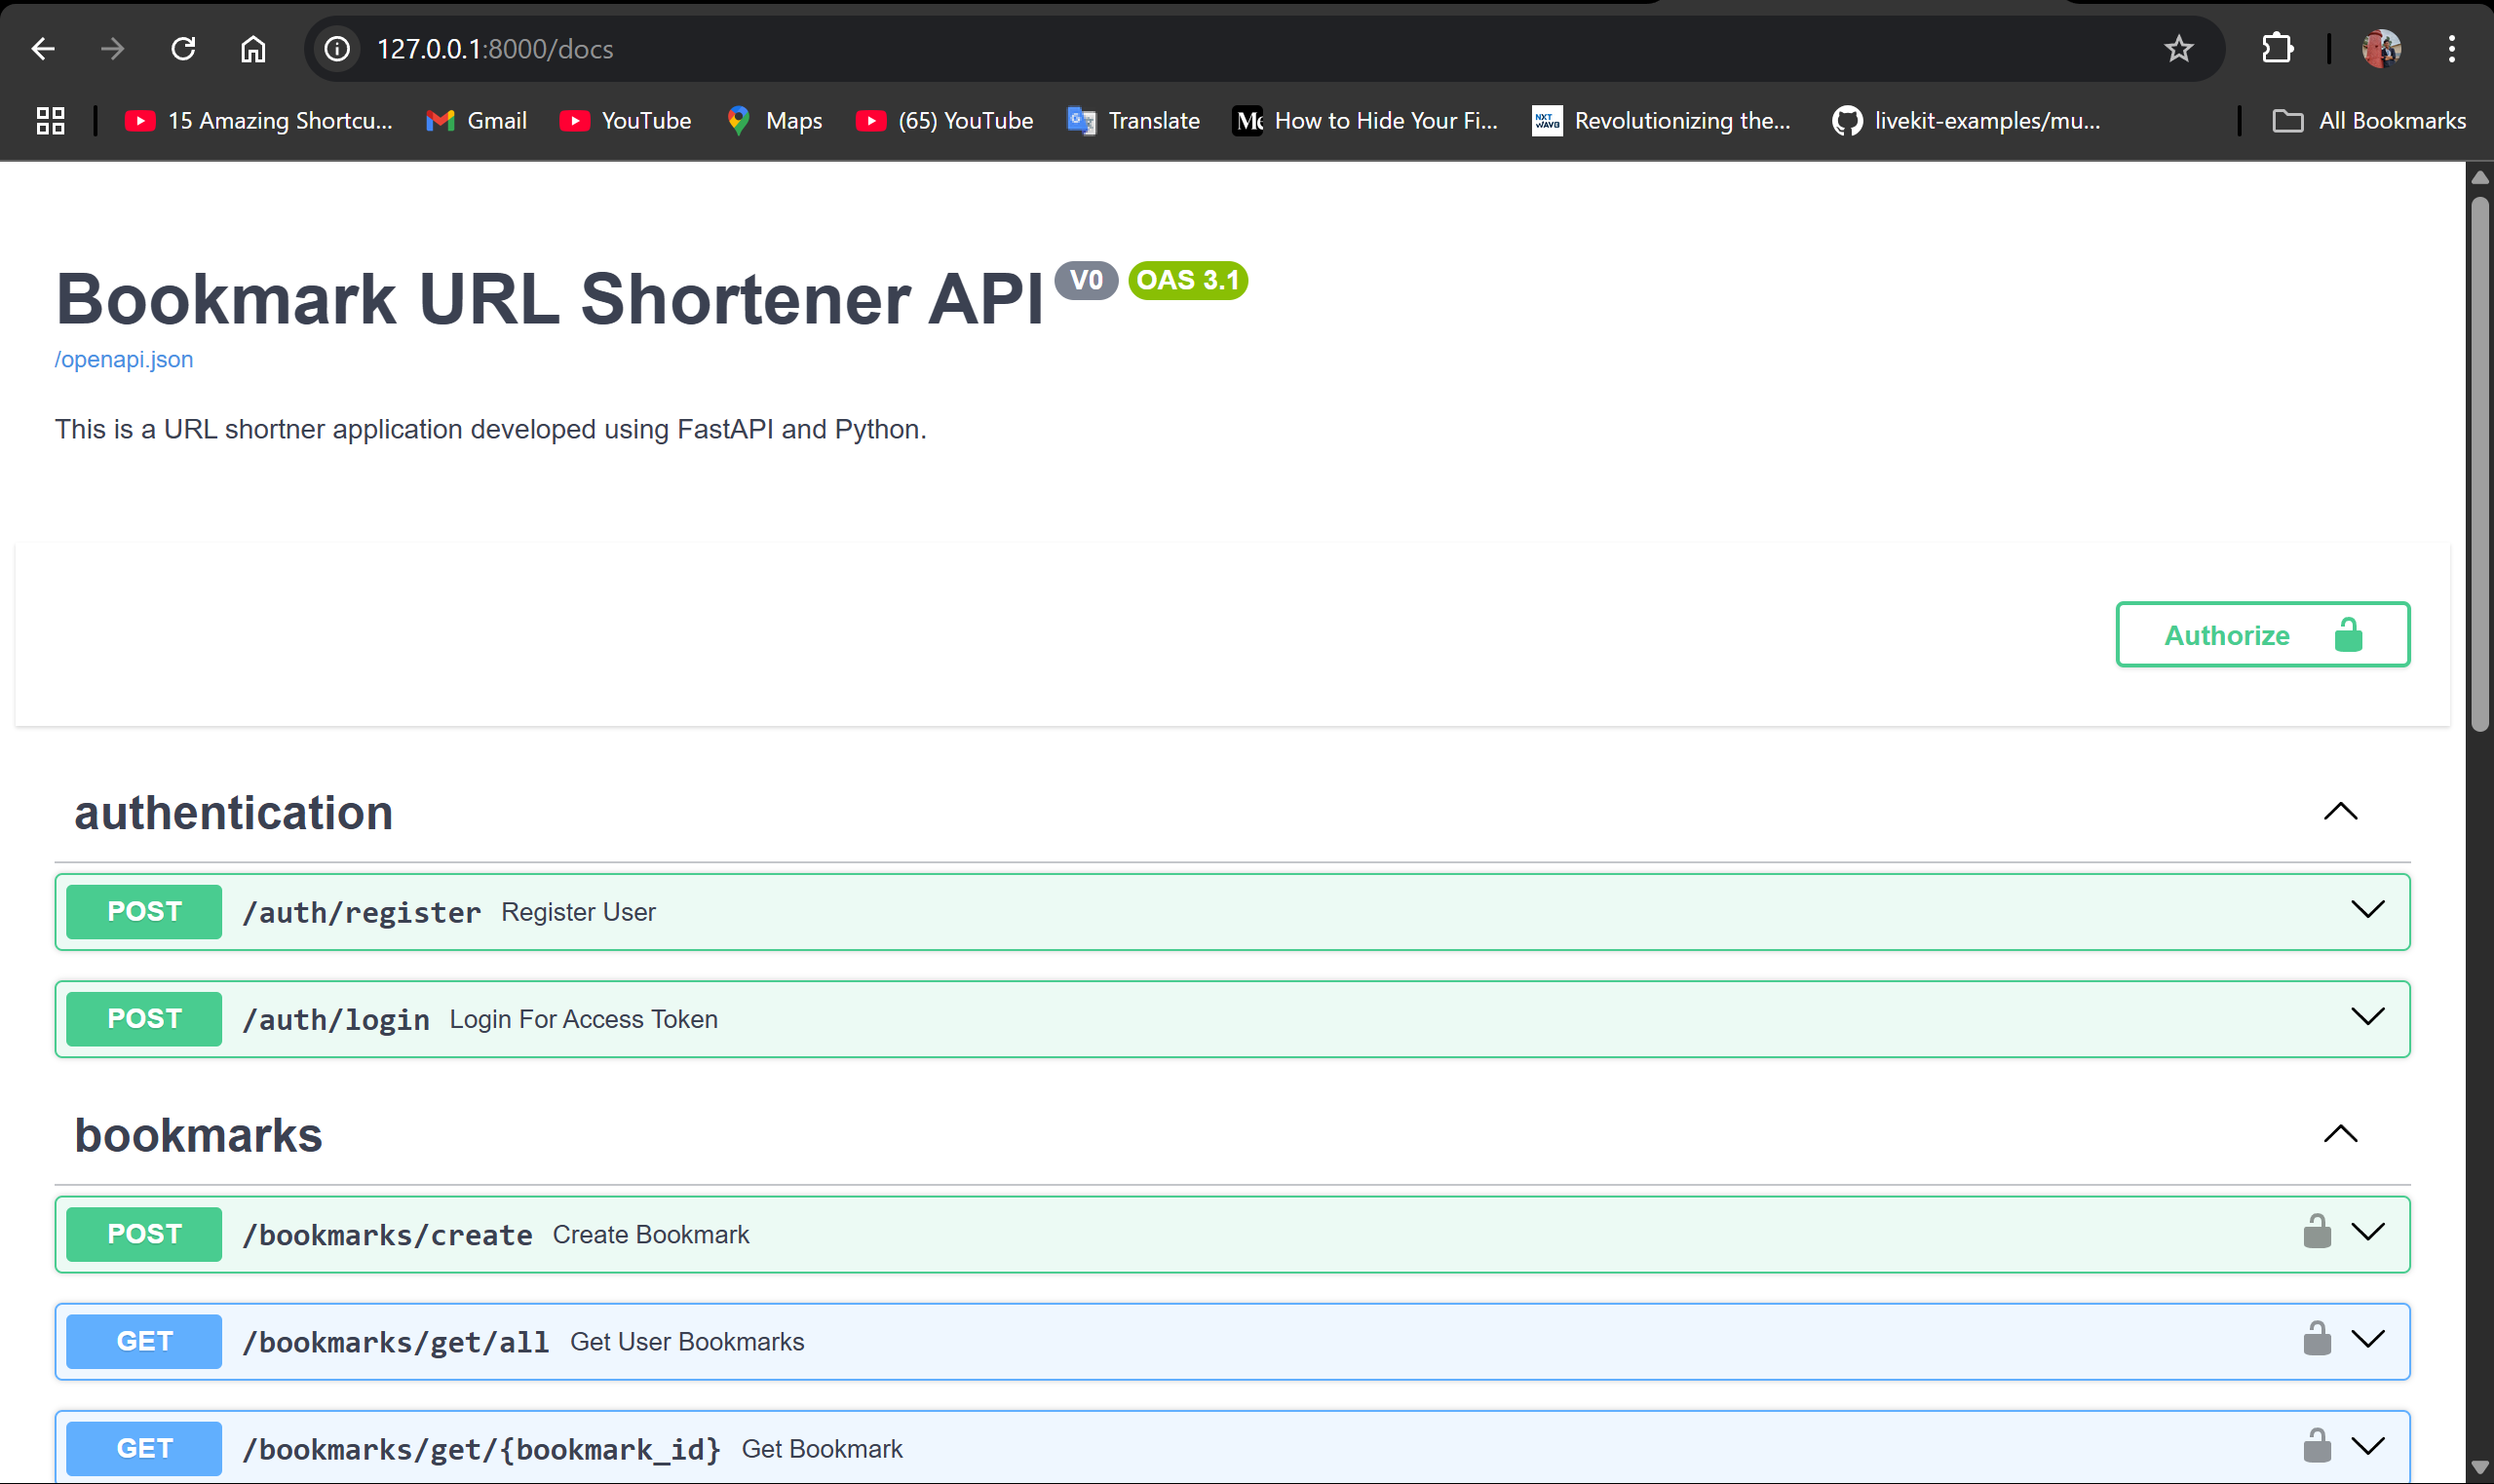 127.0.0.1:8000/docs
15 Amazing Shortcu... Gmail YouTube Maps (65) YouTube Translate How to Hide Your Fi... NXT WAVE Revolutionizing the... livekit-examples/mu... All Bookmarks
Bookmark URL Shortener API V0 OAS 3.1
/openapi.json
This is a URL shortner application developed using FastAPI and Python.
Authorize
authentication
POST /auth/register Register User
POST /auth/login Login For Access Token
bookmarks
POST /bookmarks/create Create Bookmark
GET /bookmarks/get/all Get User Bookmarks
GET /bookmarks/get/{bookmark_id} Get Bookmark